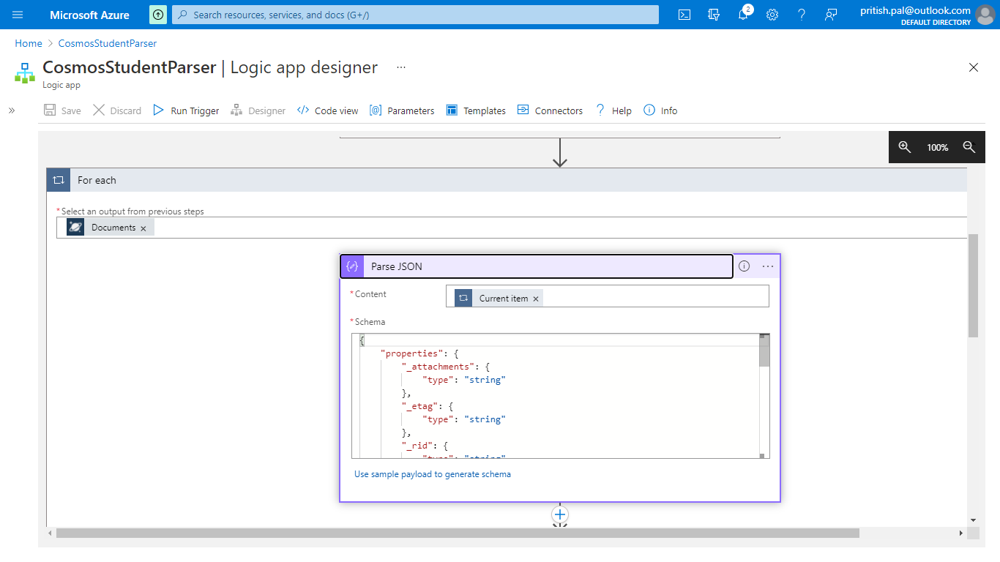 Microsoft Azure
Search resources, services, and docs (G+/)
2
pritish.pal@outlook.com
DEFAULT DIRECTORY
Home > CosmosStudentParser
CosmosStudentParser | Logic app designer ...
Logic app
Save Discard Run Trigger Designer Code view Parameters Templates Connectors Help Info
100%
For each
* Select an output from previous steps
Documents ×
Parse JSON
* Content
Current item ×
* Schema
{
"properties": {
"_attachments": {
"type": "string"
},
"_etag": {
"type": "string"
},
"_rid": {
"type": "string"
Use sample payload to generate schema